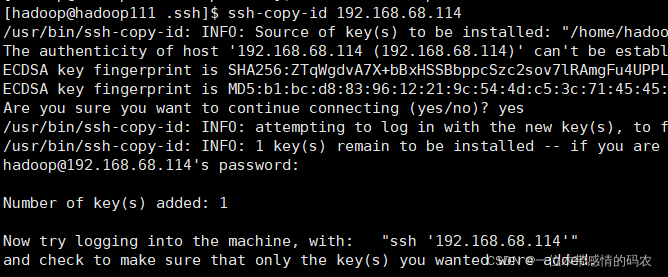 [hadoop@hadoop111 .ssh]$ ssh-copy-id 192.168.68.114
/usr/bin/ssh-copy-id: INFO: Source of key(s) to be installed: "/home/hadoo
The authenticity of host '192.168.68.114 (192.168.68.114)' can't be establ
ECDSA key fingerprint is SHA256:ZTqWgdvA7X+bBxHSSBbppcSzc2sov7lRAmgFu4UPPL
ECDSA key fingerprint is MD5:b1:bc:d8:83:96:12:21:9c:54:4d:c5:3c:71:45:45:
Are you sure you want to continue connecting (yes/no)? yes
/usr/bin/ssh-copy-id: INFO: attempting to log in with the new key(s), to f
/usr/bin/ssh-copy-id: INFO: 1 key(s) remain to be installed -- if you are
hadoop@192.168.68.114's password:
Number of key(s) added: 1
Now try logging into the machine, with:   "ssh '192.168.68.114'"
and check to make sure that only the key(s) you wanted were added.
CSDN @一位不带感情的码农